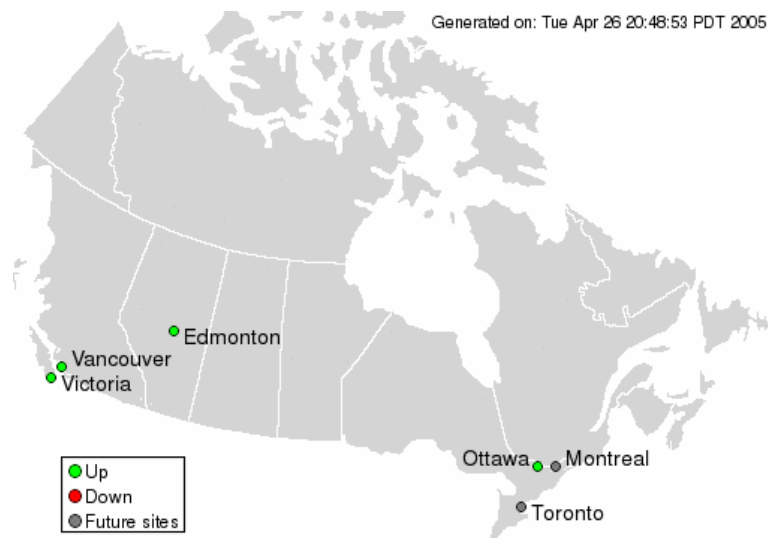 Generated on: Tue Apr 26 20:48:53 PDT 2005
Edmonton
Vancouver
Victoria
Ottawa
Montreal
Toronto
Up
Down
Future sites